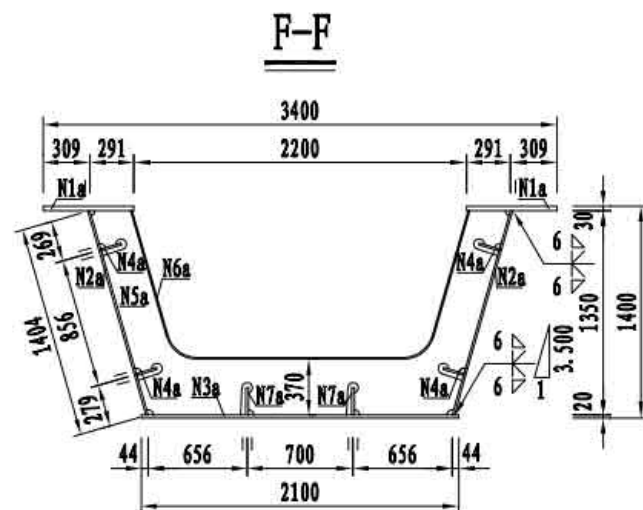 F-F
3400
309 291 2200 291 309
N1a N1a
30
269 N4a N6a N4a 6
N2a N5a N2a 6
1404 856 1350 1400
6 3.500
370 6 1
279 N4a N3a N7a N7a N4a 20
44 656 700 656 44
2100